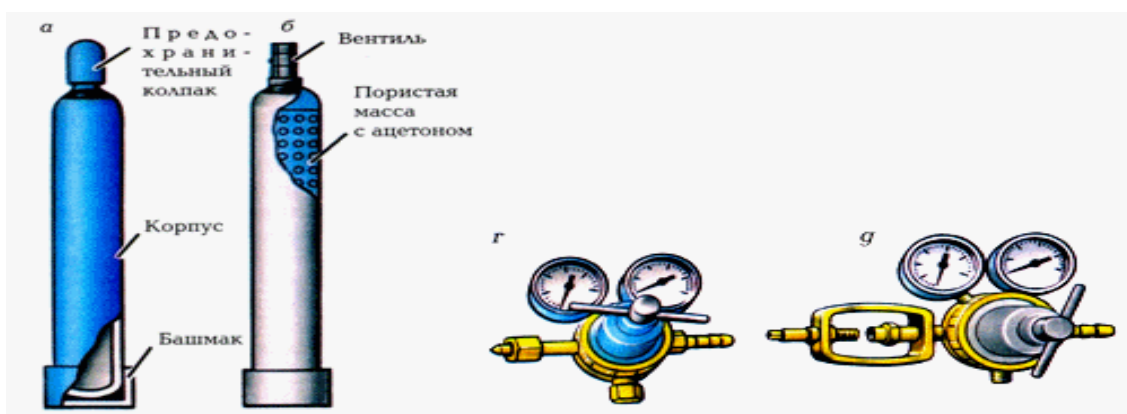 а
Предо-
храни-
тельный
колпак
б
Вентиль
Пористая
масса
с ацетоном
Корпус
Башмак
г
д